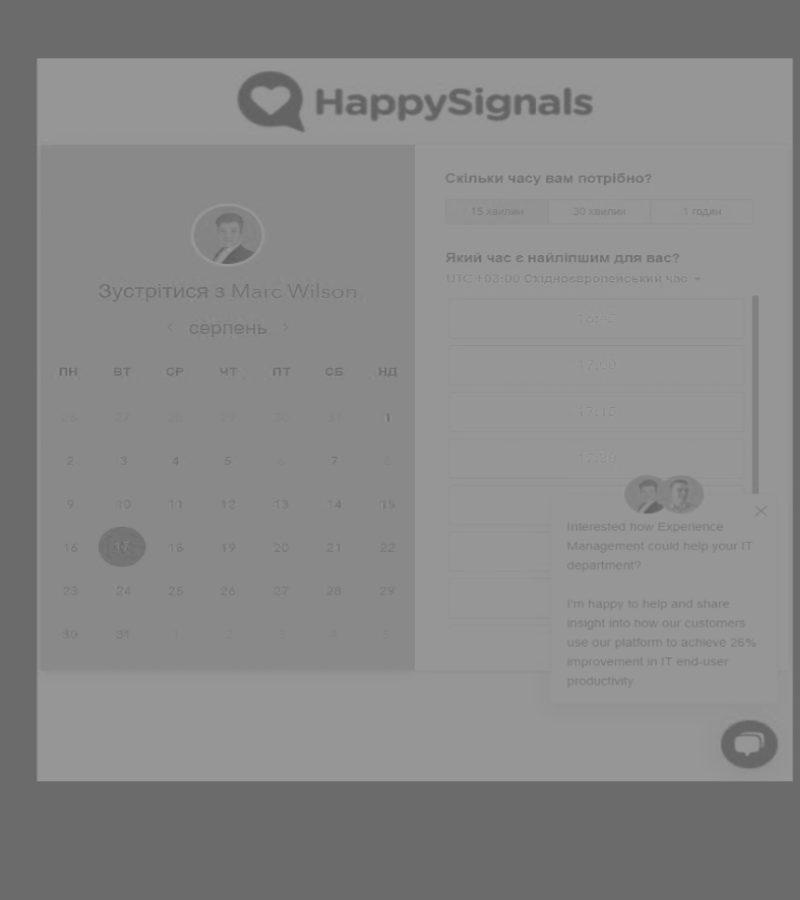 HappySignals
Зустрітися з Marc Wilson
серпень
ПН ВТ СР ЧТ ПТ СБ НД
26 27 28 29 30 31 1
2 3 4 5 6 7 8
9 10 11 12 13 14 15
16 17 18 19 20 21 22
23 24 25 26 27 28 29
30 31 1 2 3 4 5
Скільки часу вам потрібно?
15 хвилин 30 хвилин 1 годин
Який час є найліпшим для вас?
UTC +03:00 Східноєвропейський час
16:45
17:00
17:15
17:30
Interested how Experience
Management could help your IT
department?
I'm happy to help and share
insight into how our customers
use our platform to achieve 26%
improvement in IT end-user
productivity.